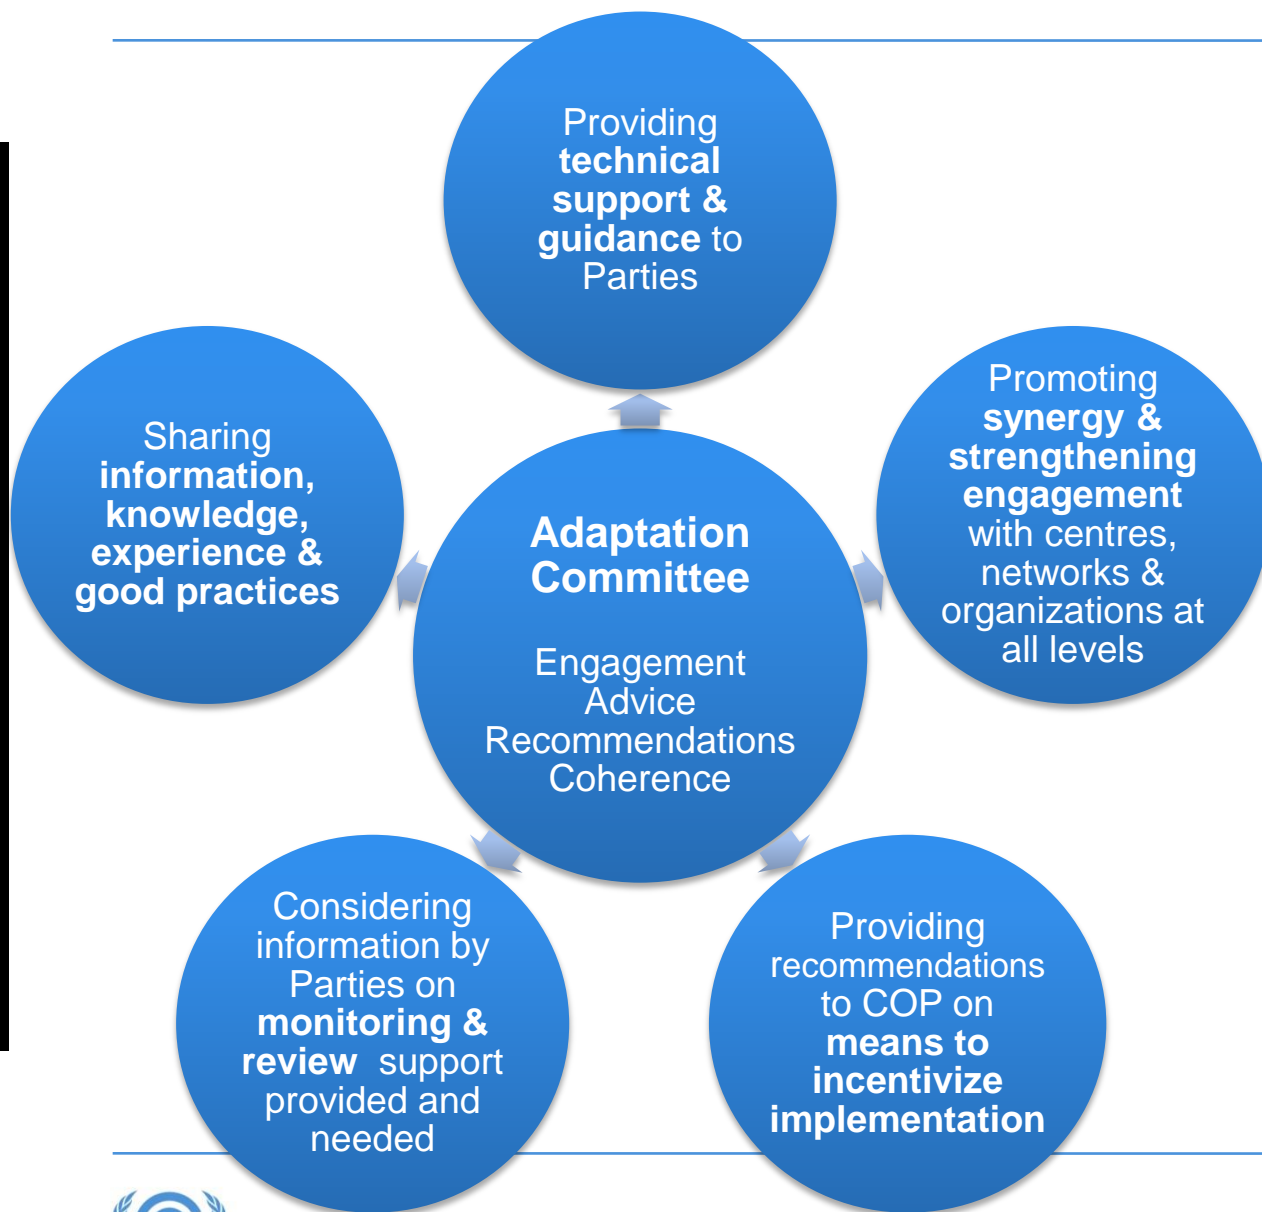 Providing
technical
support &
guidance to
Parties
Sharing
information,
knowledge,
experience &
good practices
Promoting
synergy &
strengthening
engagement
with centres,
networks &
organizations at
all levels
Adaptation
Committee
Engagement
Advice
Recommendations
Coherence
Considering
information by
Parties on
monitoring &
review  support
provided and
needed
Providing
recommendations
to COP on
means to
incentivize
implementation